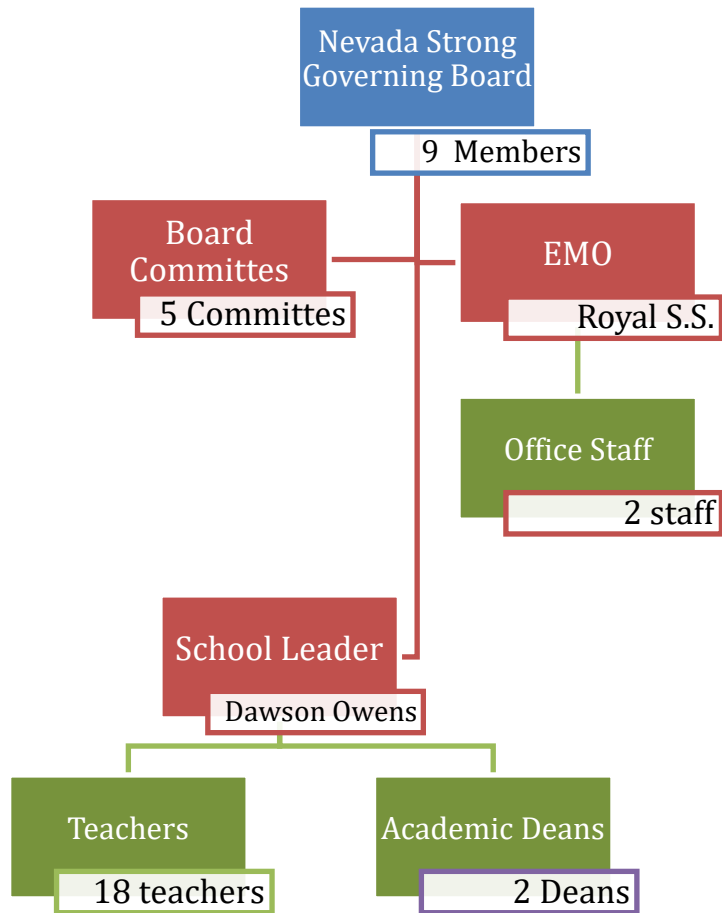 Nevada Strong
Governing Board
9 Members
Board
Committes
5 Committes
EMO
Royal S.S.
Office Staff
2 staff
School Leader
Dawson Owens
Teachers
18 teachers
Academic Deans
2 Deans